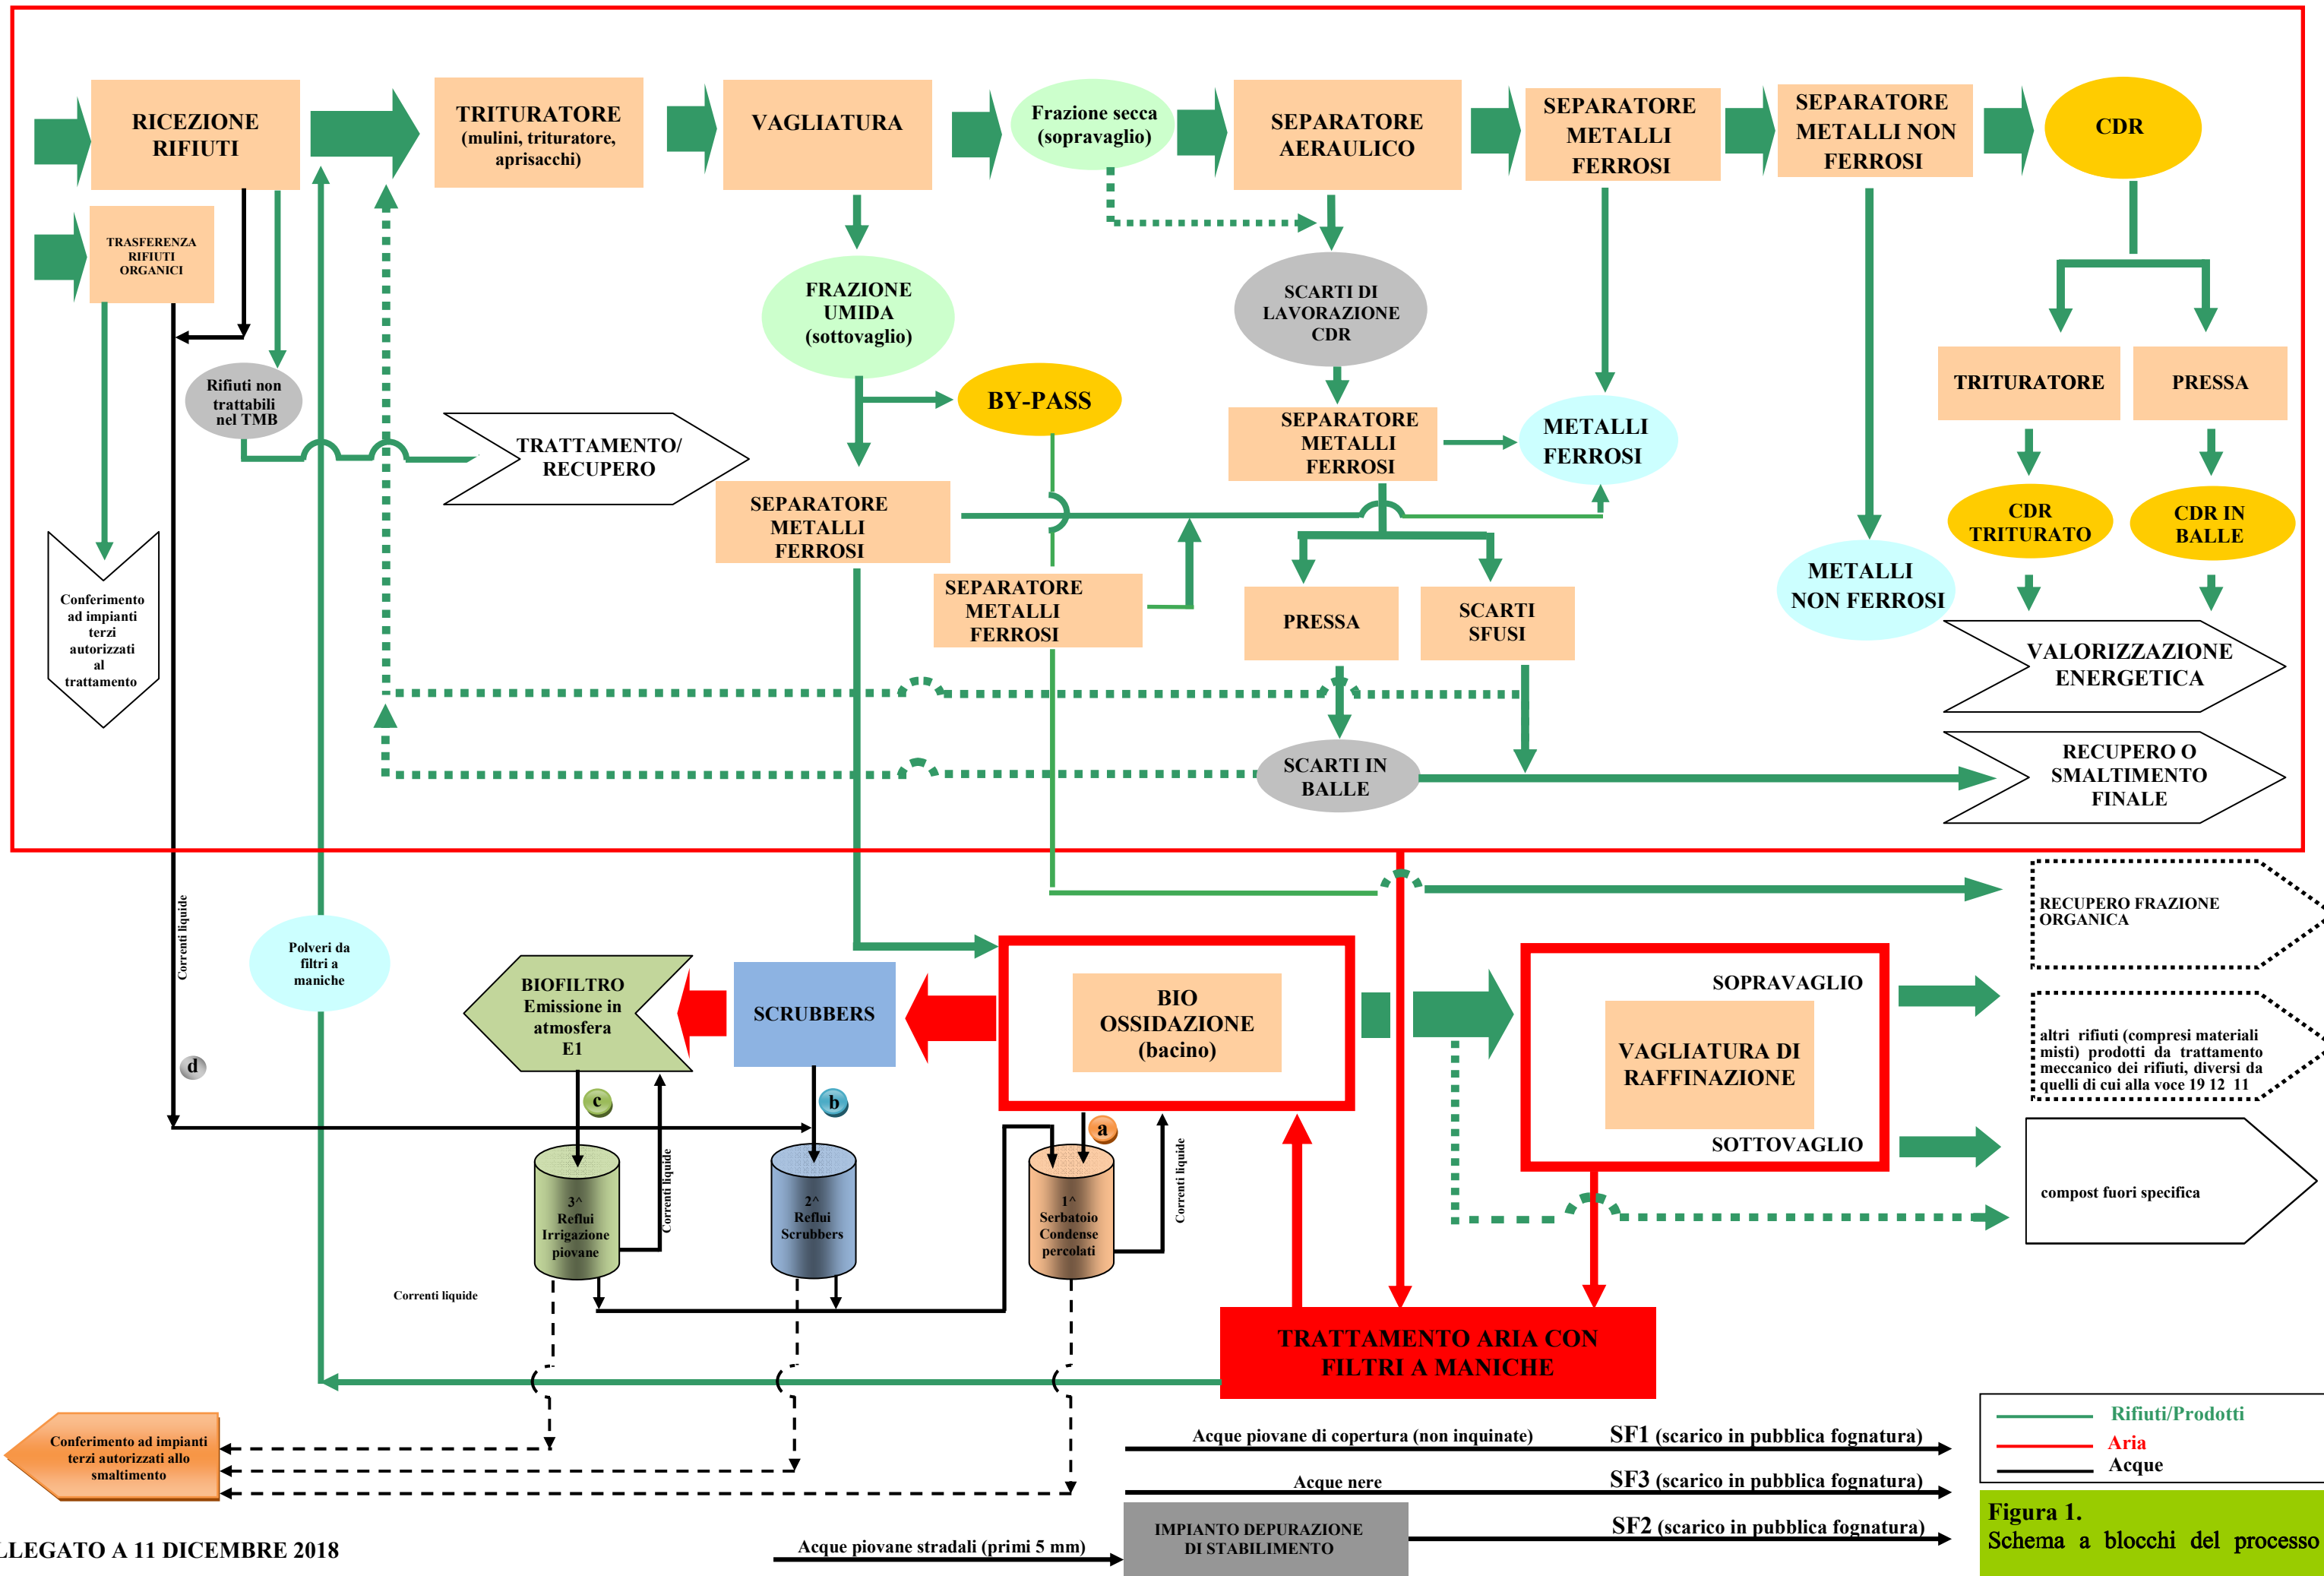 RICEZIONE
RIFIUTI
TRITURATORE
(mulini, trituratore,
aprisacchi)
VAGLIATURA
Frazione secca
(sopravaglio)
SEPARATORE
AERAULICO
SEPARATORE
METALLI
FERROSI
SEPARATORE
METALLI NON
FERROSI
CDR
TRASFERENZA
RIFIUTI
ORGANICI
FRAZIONE
UMIDA
(sottovaglio)
SCARTI DI
LAVORAZIONE
CDR
Rifiuti non
trattabili
nel TMB
BY-PASS
TRITURATORE
PRESSA
TRATTAMENTO/
RECUPERO
SEPARATORE
METALLI
FERROSI
METALLI
FERROSI
SEPARATORE
METALLI
FERROSI
CDR
TRITURATO
CDR IN
BALLE
Conferimento
ad impianti
terzi
autorizzati
al
trattamento
SEPARATORE
METALLI
FERROSI
PRESSA
SCARTI
SFUSI
METALLI
NON FERROSI
VALORIZZAZIONE
ENERGETICA
SCARTI IN
BALLE
RECUPERO O
SMALTIMENTO
FINALE
Correnti liquide
Polveri da
filtri a
maniche
BIOFILTRO
Emissione in
atmosfera
E1
SCRUBBERS
BIO
OSSIDAZIONE
(bacino)
SOPRAVAGLIO
VAGLIATURA DI
RAFFINAZIONE
SOTTOVAGLIO
RECUPERO FRAZIONE
ORGANICA
altri rifiuti (compresi materiali
misti) prodotti da trattamento
meccanico dei rifiuti, diversi da
quelli di cui alla voce 19 12 11
compost fuori specifica
d
c
b
a
3^
Reflui
Irrigazione
piovane
Correnti liquide
2^
Reflui
Scrubbers
1^
Serbatoio
Condense
percolati
Correnti liquide
Correnti liquide
TRATTAMENTO ARIA CON
FILTRI A MANICHE
Conferimento ad impianti
terzi autorizzati allo
smaltimento
Acque piovane di copertura (non inquinate) SF1 (scarico in pubblica fognatura)
Acque nere SF3 (scarico in pubblica fognatura)
Acque piovane stradali (primi 5 mm)
IMPIANTO DEPURAZIONE
DI STABILIMENTO
SF2 (scarico in pubblica fognatura)
Rifiuti/Prodotti
Aria
Acque
Figura 1.
Schema a blocchi del processo
LLEGATO A 11 DICEMBRE 2018